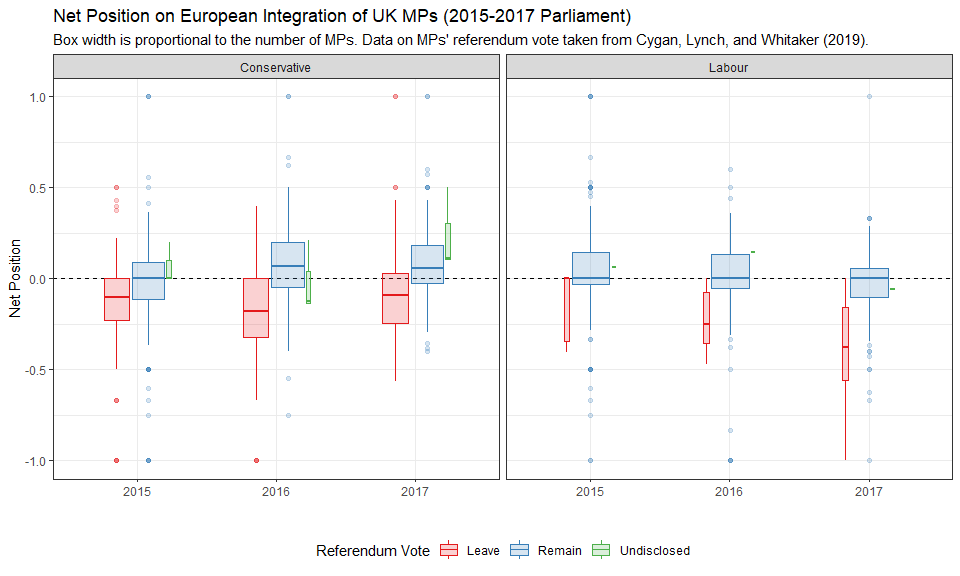 Net Position on European Integration of UK MPs (2015-2017 Parliament)
Box width is proportional to the number of MPs. Data on MPs' referendum vote taken from Cygan, Lynch, and Whitaker (2019).
Conservative
Labour
Net Position
1.0
0.5
0.0
-0.5
-1.0
2015
2016
2017
2015
2016
2017
Referendum Vote
Leave
Remain
Undisclosed